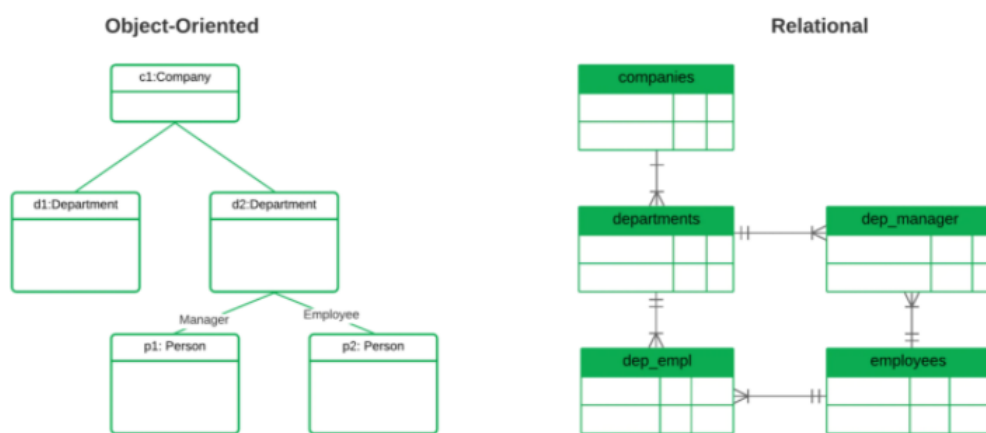 Object-Oriented
Relational
c1:Company
companies
d1:Department
d2:Department
departments
dep_manager
Manager
Employee
p1: Person
p2: Person
dep_empl
employees